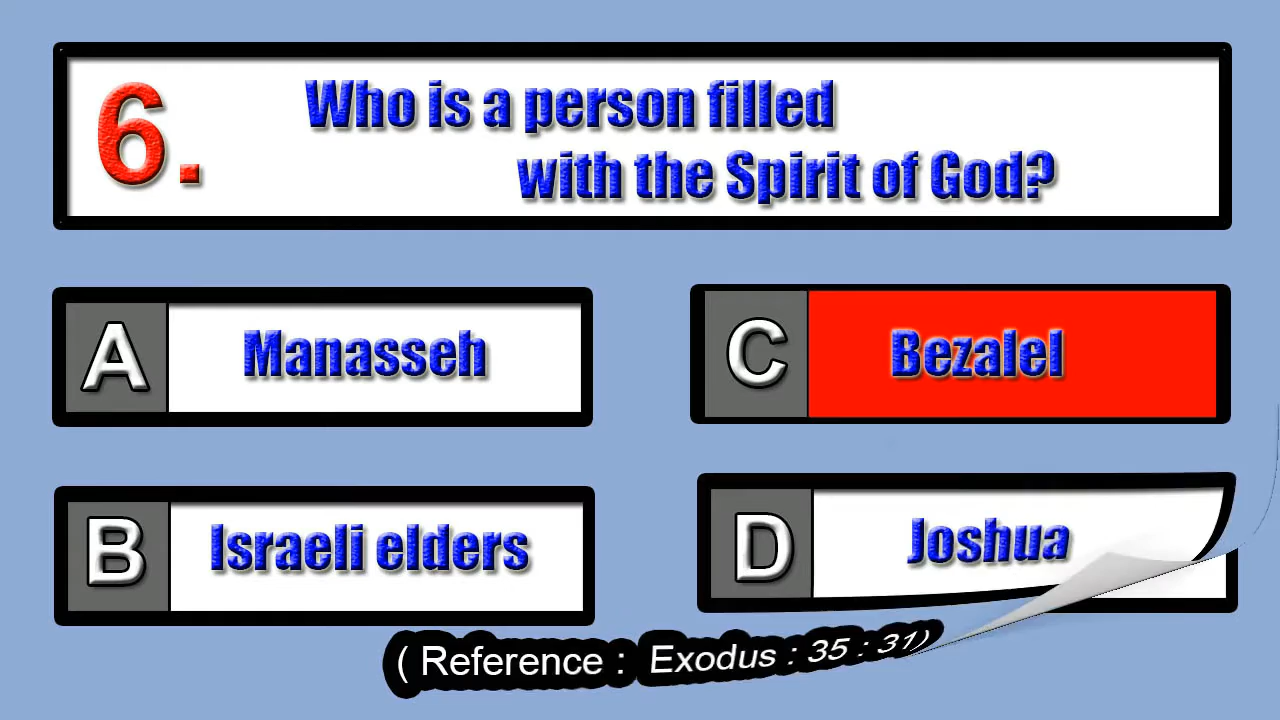 6. Who is a person filled
with the Spirit of God?
A Manasseh
C Bezalel
B Israeli elders
D Joshua
( Reference : Exodus : 35 : 31)